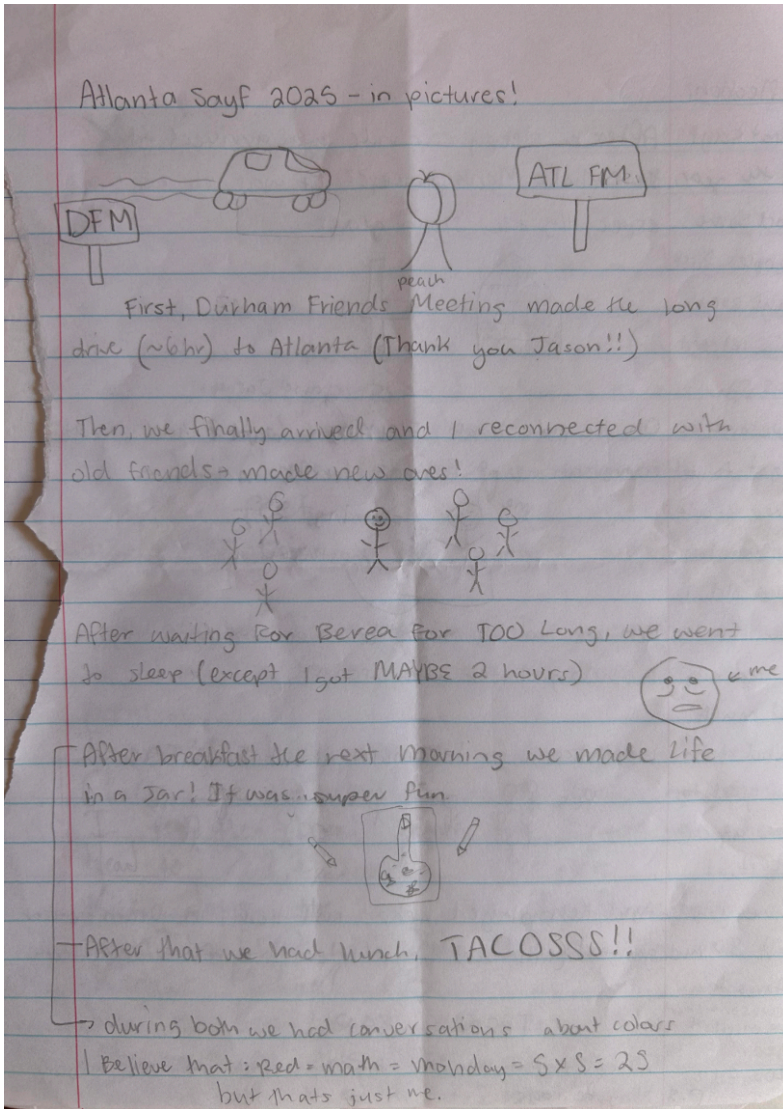 Atlanta Sayf 2025 - in pictures!
DFM
ATL FM
peach
First, Durham Friends Meeting made the long
drive (~6hr) to Atlanta (Thank you Jason!!)
Then, we finally arrived, and I reconnected with
old friends → made new ones!
After waiting for Berea for TOO Long, we went
to sleep (except I got MAYBE 2 hours)
← me
After breakfast the next morning we made life
in a Jar! It was super fun.
After that we had lunch, TACOSSS!!
→ during both we had conversations about colors
I Believe that: Red = math = monday = 5x5 = 25
but thats just me.